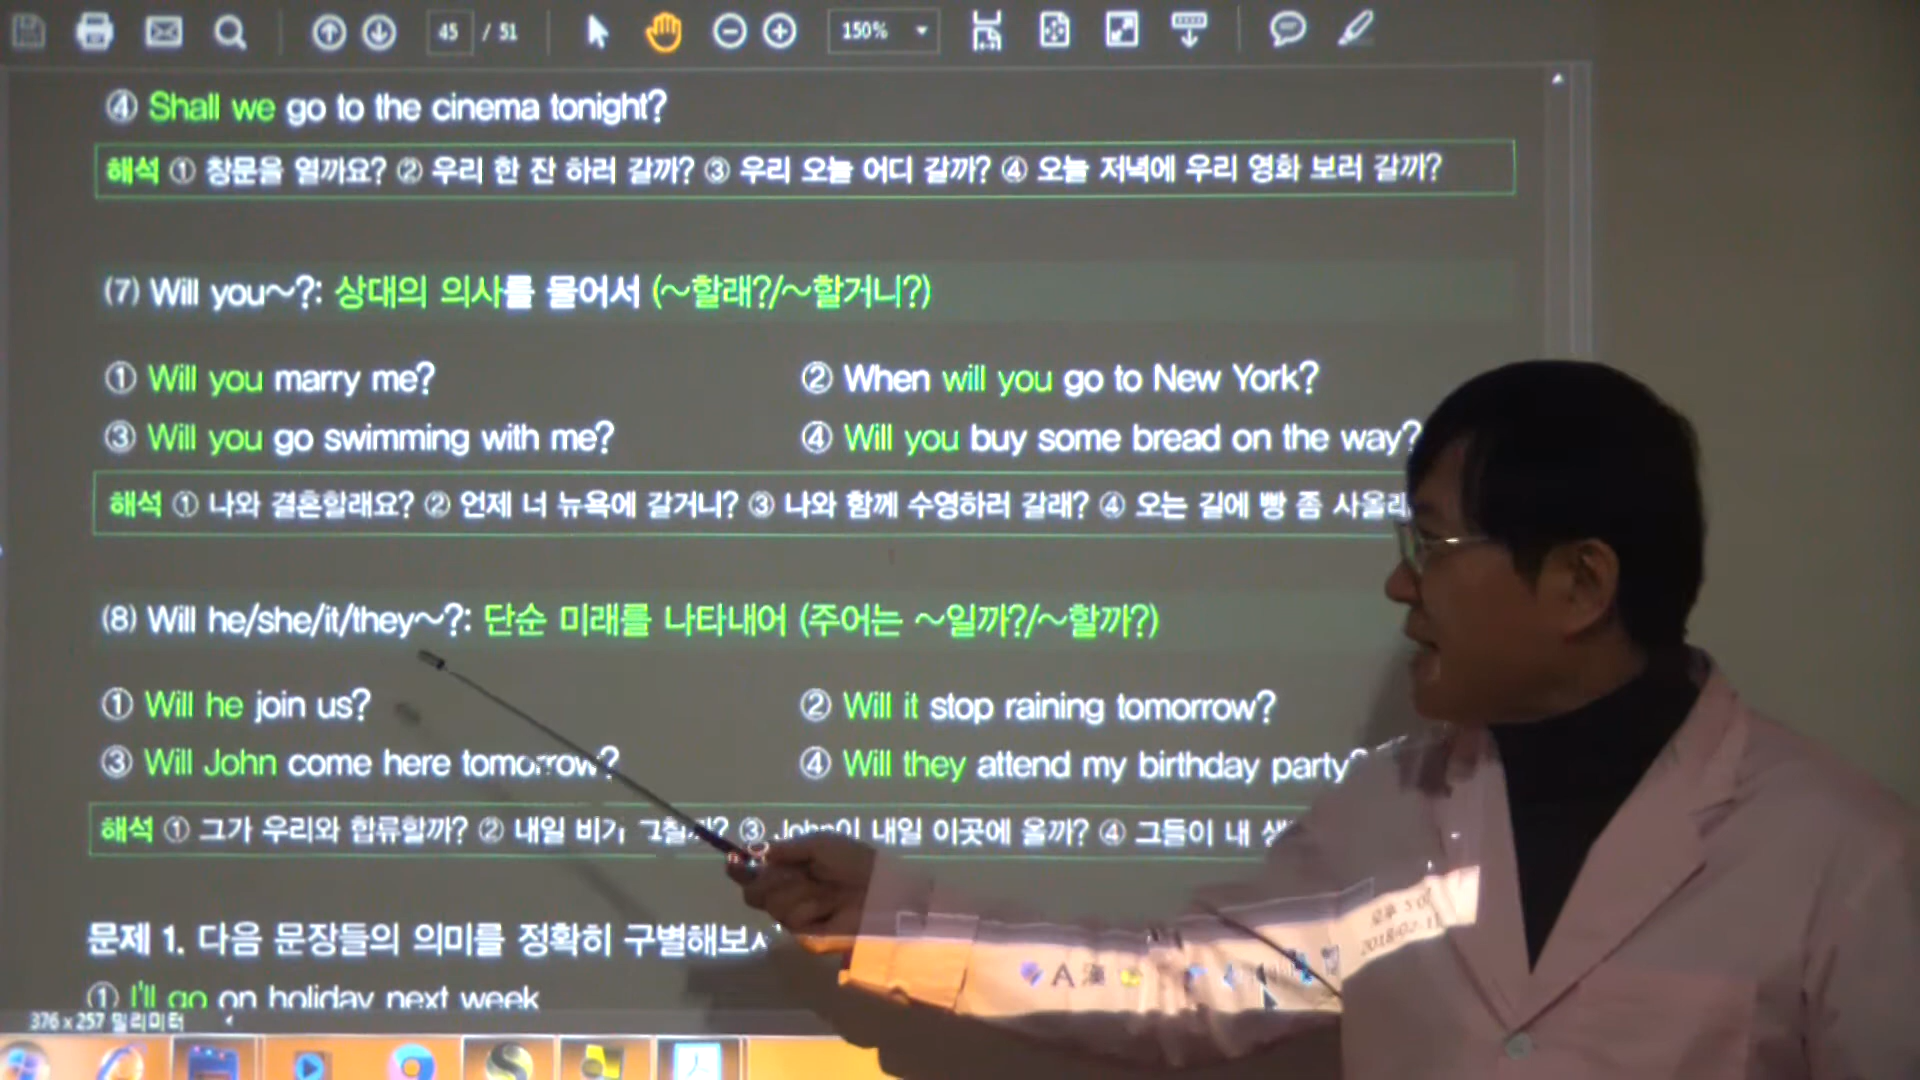 45 / 51 150%
④ Shall we go to the cinema tonight?
해석 ① 창문을 열까요? ② 우리 한 잔 하러 갈까? ③ 우리 오늘 어디 갈까? ④ 오늘 저녁에 우리 영화 보러 갈까?
(7) Will you~?: 상대의 의사를 물어서 (~할래?/~할거니?)
① Will you marry me? ② When will you go to New York?
③ Will you go swimming with me? ④ Will you buy some bread on the way?
해석 ① 나와 결혼할래요? ② 언제 너 뉴욕에 갈거니? ③ 나와 함께 수영하러 갈래? ④ 오는 길에 빵 좀 사올래
(8) Will he/she/it/they~?: 단순 미래를 나타내어 (주어는 ~일까?/~할까?)
① Will he join us? ② Will it stop raining tomorrow?
③ Will John come here tomorrow? ④ Will they attend my birthday party?
해석 ① 그가 우리와 합류할까? ② 내일 비가 그칠까? ③ John이 내일 이곳에 올까? ④ 그들이 내
문제 1. 다음 문장들의 의미를 정확히 구별해보시
① I'll go on holiday next week
376 x 257 밀리미터
A 漢
오후